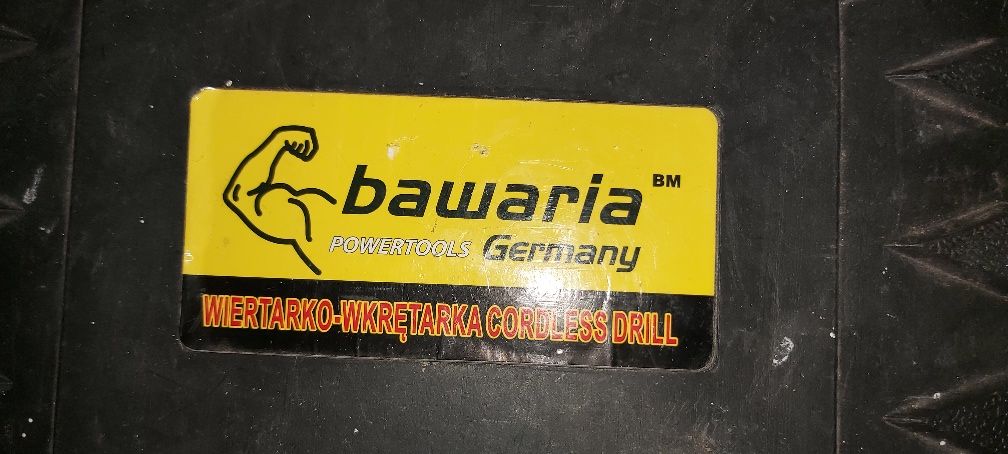 bawaria BM
POWERTOOLS Germany
WIERTARKO-WKRĘTARKA CORDLESS DRILL